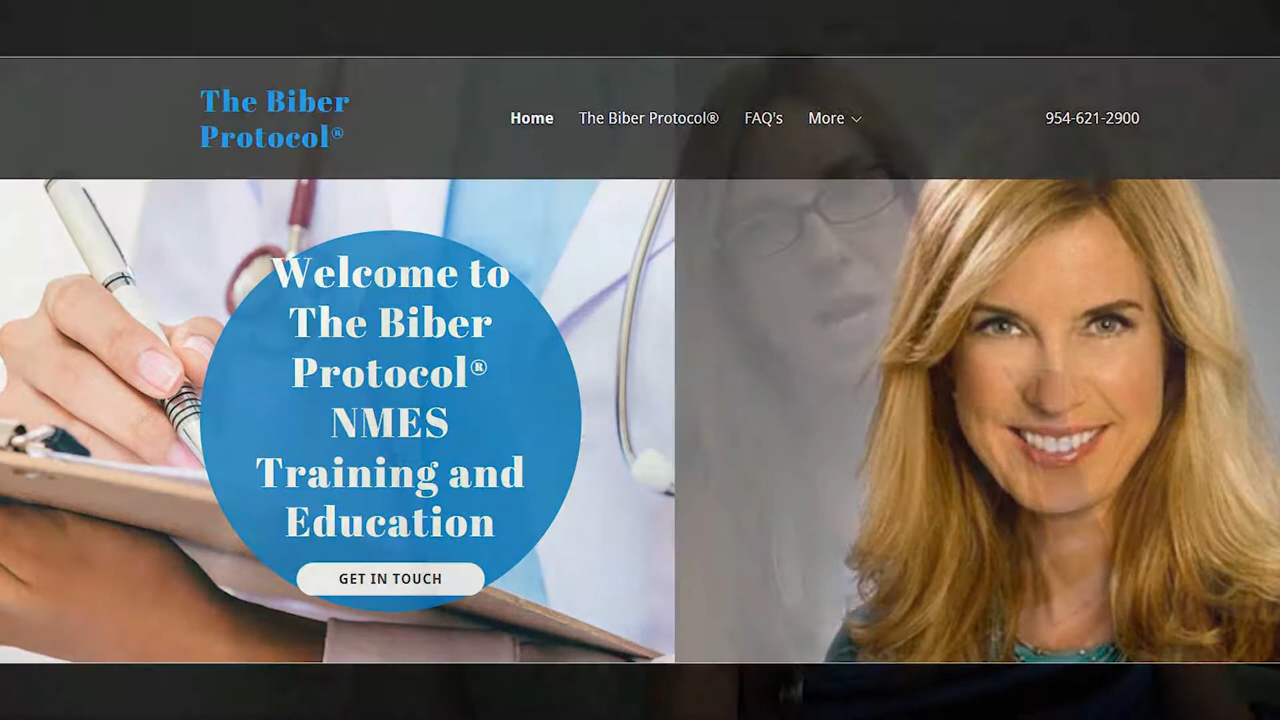 The Biber
Protocol®
Home The Biber Protocol® FAQ's More 954-621-2900
Welcome to
The Biber
Protocol®
NMES
Training and
Education
GET IN TOUCH